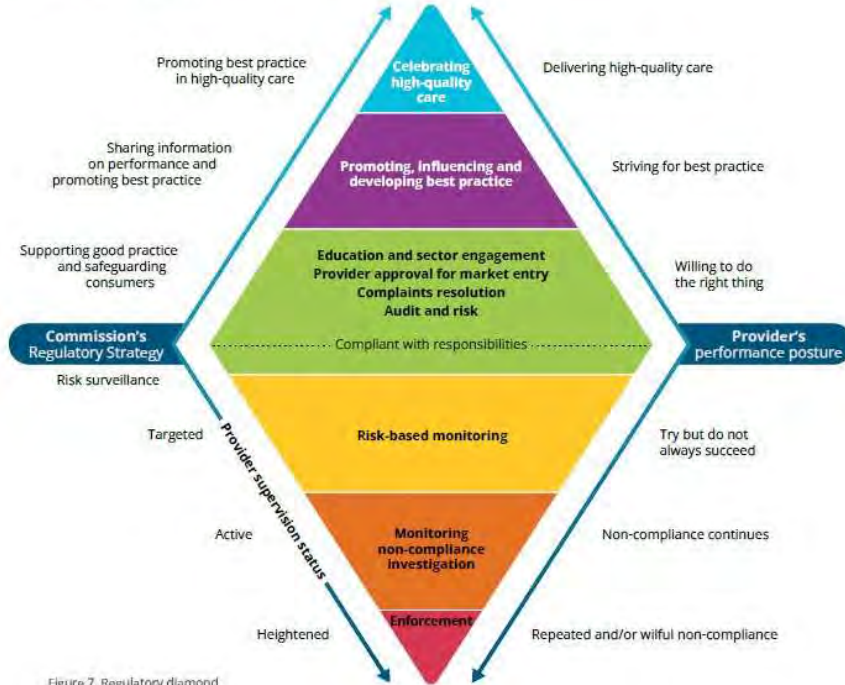 Promoting best practice
in high-quality care
Celebrating
high-quality
care
Delivering high-quality care
Sharing information
on performance and
promoting best practice
Promoting, influencing and
developing best practice
Striving for best practice
Supporting good practice
and safeguarding
consumers
Education and sector engagement
Provider approval for market entry
Complaints resolution
Audit and risk
Willing to do
the right thing
Commission's
Regulatory Strategy
Compliant with responsibilities
Provider's
performance posture
Risk surveillance
Targeted
Provider supervision status
Risk-based monitoring
Try but do not
always succeed
Active
Monitoring
non-compliance
investigation
Non-compliance continues
Heightened
Enforcement
Repeated and/or wilful non-compliance
Figure 7. Regulatory diamond